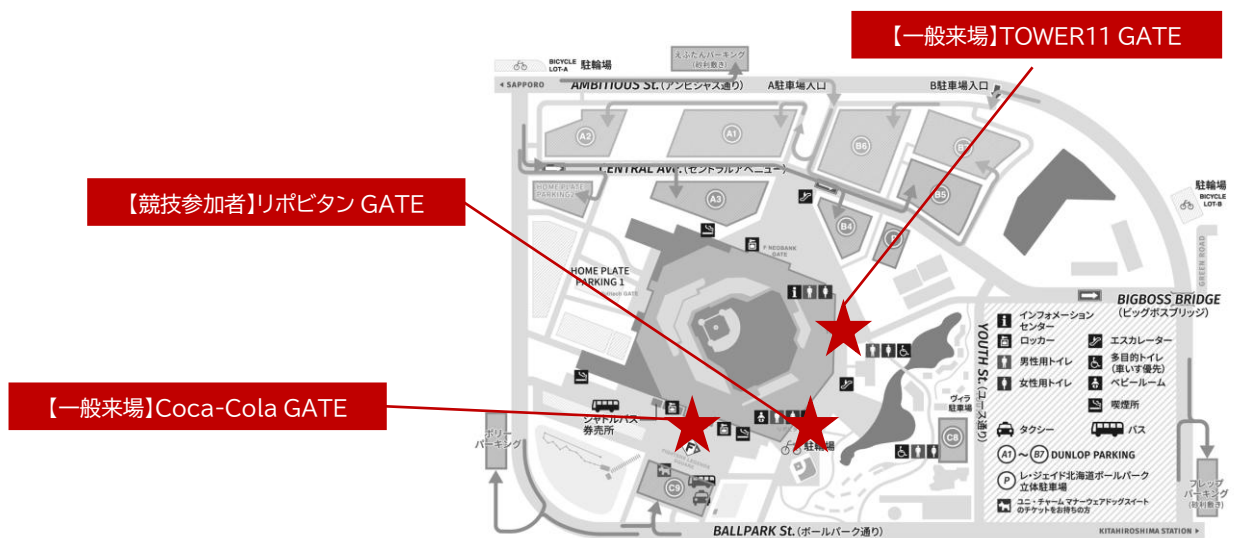 【一般来場】TOWER11 GATE
えふたんパーキング
(砂利敷き)
BICYCLE
LOT-A
駐輪場
SAPPORO
AMBITIOUS St.(アンビシャス通り)
A駐車場入口
B駐車場入口
A2
A1
B6
CENTRAL Ave.(セントラルアベニュー)
HOME PLATE
PARKING 2
A3
B5
B4
駐輪場
BICYCLE
LOT-B
【競技参加者】リポビタン GATE
F NEOBANK
GATE
GREEN ROAD
HOME PLATE
PARKING 1
BIGBOSS BRIDGE
(ビッグボスブリッジ)
YOUTH St.(ユース通り)
インフォメーション
センター
ロッカー
エスカレーター
男性用トイレ
多目的トイレ
(車いす優先)
女性用トイレ
ベビールーム
喫煙所
タクシー
バス
A1~B7 DUNLOP PARKING
P レ・ジェイド北海道ボールパーク
立体駐車場
ユニ・チャーム マナーウェアドッグスイート
のチケットをお持ちの方
【一般来場】Coca-Cola GATE
シャトルバス
券売所
ポリー
パーキング
駐輪場
ヴィラ
駐車場
C8
C9
フレップ
パーキング
(砂利敷き)
BALLPARK St.(ボールパーク通り)
KITAHIROSHIMA STATION